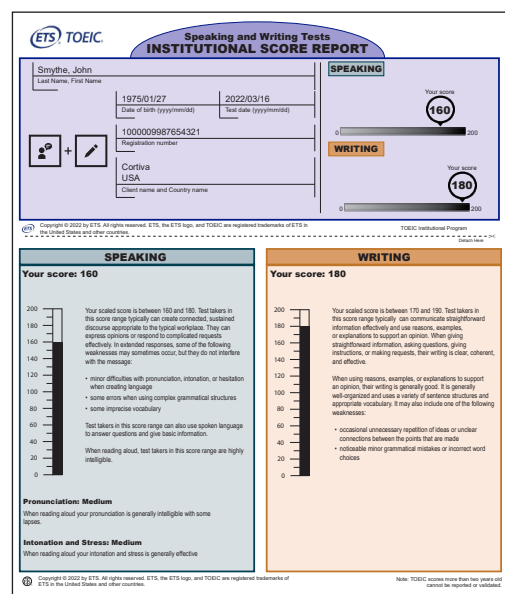 ETS TOEIC.
Speaking and Writing Tests
INSTITUTIONAL SCORE REPORT
Smythe, John
Last Name, First Name
1975/01/27
Date of birth (yyyy/mm/dd)
2022/03/16
Test date (yyyy/mm/dd)
1000009987654321
Registration number
Cortiva
USA
Client name and Country name
+
SPEAKING
Your score
160
0
200
WRITING
Your score
180
0
200
ETS
Copyright © 2022 by ETS. All rights reserved. ETS, the ETS logo, and TOEIC are registered trademarks of ETS in
the United States and other countries.
TOEIC Institutional Program
Detach Here
SPEAKING
Your score: 160
200
180
160
140
120
100
80
60
40
20
0
Your scaled score is between 160 and 180. Test takers in
this score range typically can create connected, sustained
discourse appropriate to the typical workplace. They can
express opinions or respond to complicated requests
effectively. In extended responses, some of the following
weaknesses may sometimes occur, but they do not interfere
with the message:
• minor difficulties with pronunciation, intonation, or hesitation
when creating language
• some errors when using complex grammatical structures
• some imprecise vocabulary
Test takers in this score range can also use spoken language
to answer questions and give basic information.
When reading aloud, test takers in this score range are highly
intelligible.
Pronunciation: Medium
When reading aloud your pronunciation is generally intelligible with some
lapses.
Intonation and Stress: Medium
When reading aloud your intonation and stress is generally effective
WRITING
Your score: 180
200
180
160
140
120
100
80
60
40
20
0
Your scaled score is between 170 and 190. Test takers in
this score range typically can communicate straightforward
information effectively and use reasons, examples,
or explanations to support an opinion. When giving
straightforward information, asking questions, giving
instructions, or making requests, their writing is clear, coherent,
and effective.
When using reasons, examples, or explanations to support
an opinion, their writing is generally good. It is generally
well-organized and uses a variety of sentence structures and
appropriate vocabulary. It may also include one of the following
weaknesses:
• occasional unnecessary repetition of ideas or unclear
connections between the points that are made
• noticeable minor grammatical mistakes or incorrect word
choices
Copyright © 2022 by ETS. All rights reserved. ETS, the ETS logo, and TOEIC are registered trademarks of
ETS in the United States and other countries.
Note: TOEIC scores more than two years old
cannot be reported or validated.